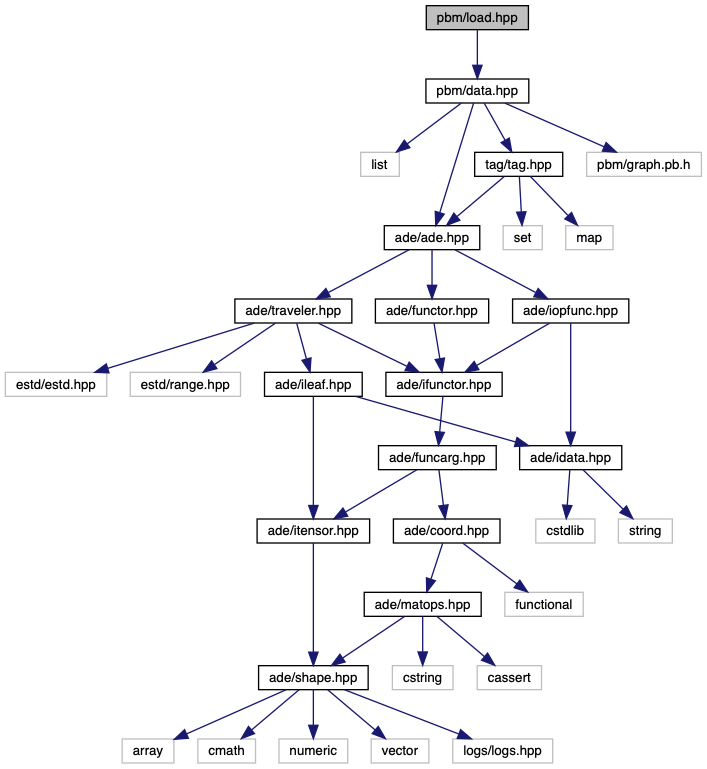 pbm/load.hpp
pbm/data.hpp
list
tag/tag.hpp
pbm/graph.pb.h
ade/ade.hpp
set
map
ade/traveler.hpp
ade/functor.hpp
ade/iopfunc.hpp
estd/estd.hpp
estd/range.hpp
ade/ileaf.hpp
ade/ifunctor.hpp
ade/funcarg.hpp
ade/idata.hpp
ade/itensor.hpp
ade/coord.hpp
cstdlib
string
ade/matops.hpp
functional
ade/shape.hpp
cstring
cassert
array
cmath
numeric
vector
logs/logs.hpp